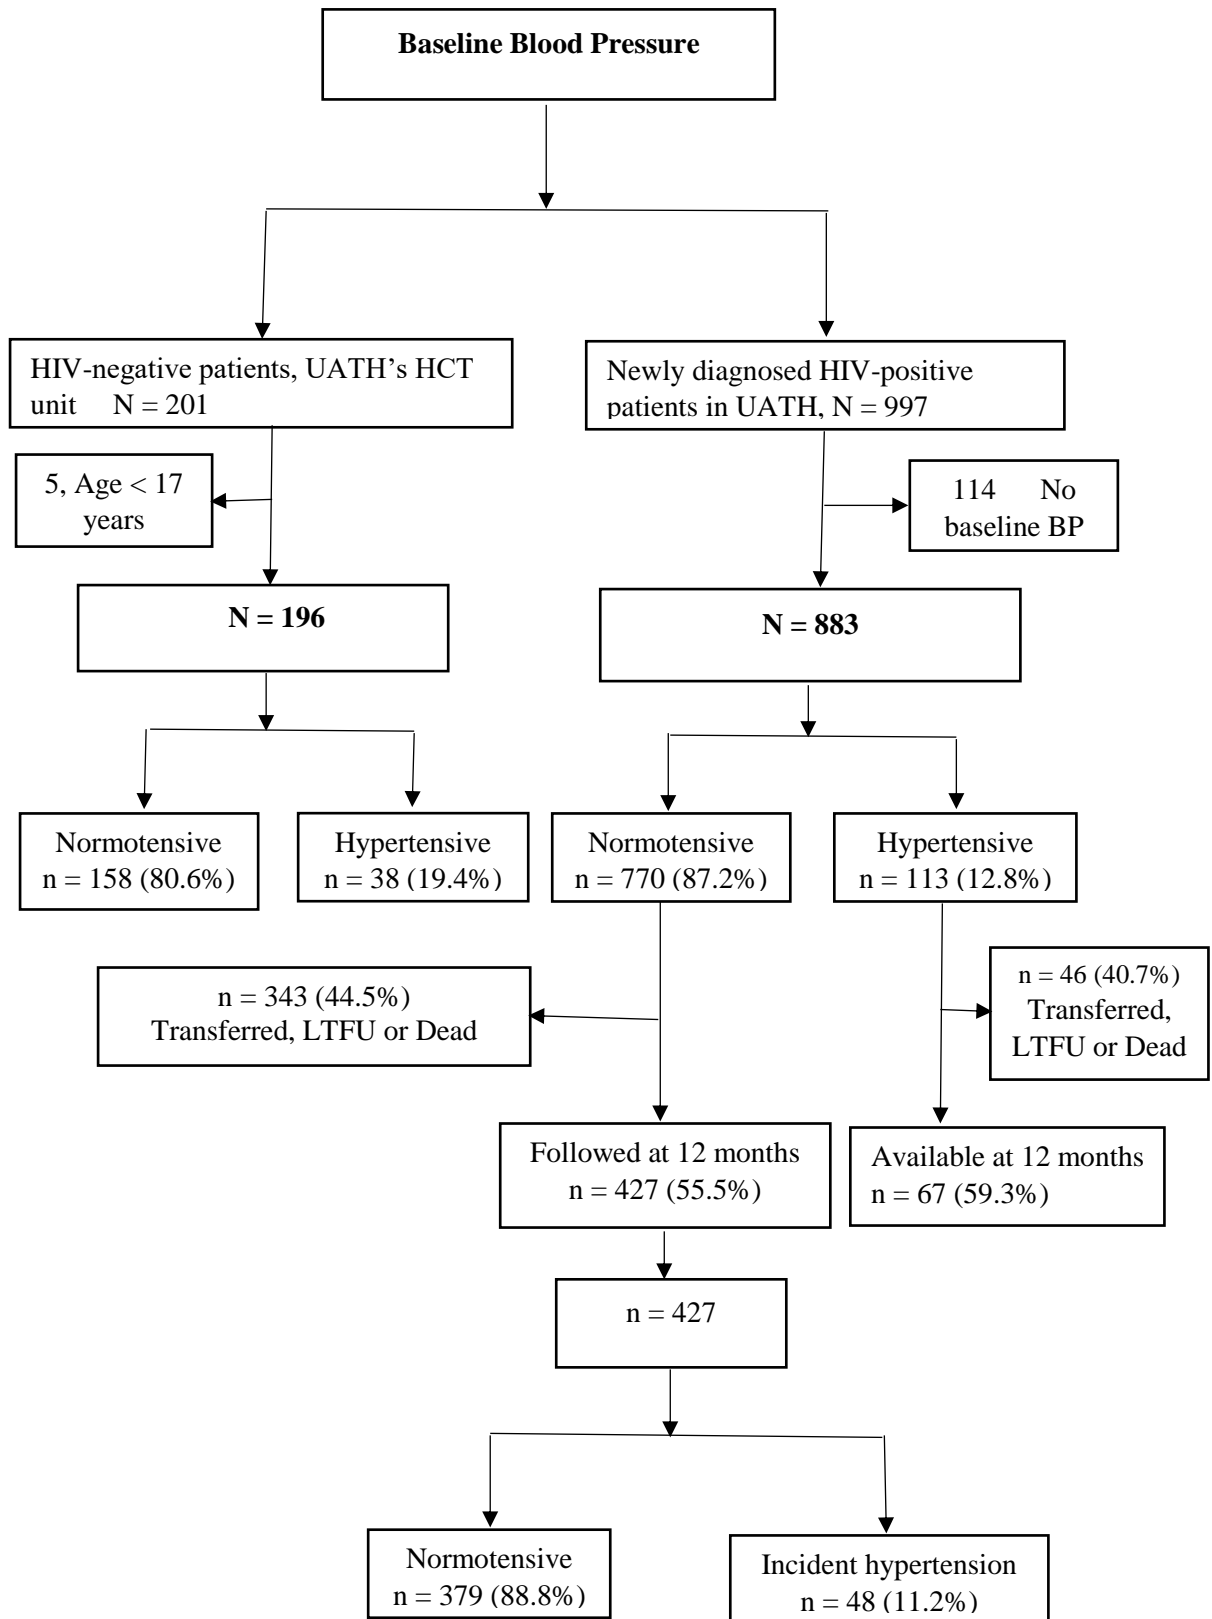 Baseline Blood Pressure
HIV-negative patients, UATH’s HCT
unit N = 201
Newly diagnosed HIV-positive
patients in UATH, N = 997
5, Age < 17
years
114 No
baseline BP
N = 196
N = 883
Normotensive
n = 158 (80.6%)
Hypertensive
n = 38 (19.4%)
Normotensive
n = 770 (87.2%)
Hypertensive
n = 113 (12.8%)
n = 343 (44.5%)
Transferred, LTFU or Dead
n = 46 (40.7%)
Transferred,
LTFU or Dead
Followed at 12 months
n = 427 (55.5%)
Available at 12 months
n = 67 (59.3%)
n = 427
Normotensive
n = 379 (88.8%)
Incident hypertension
n = 48 (11.2%)